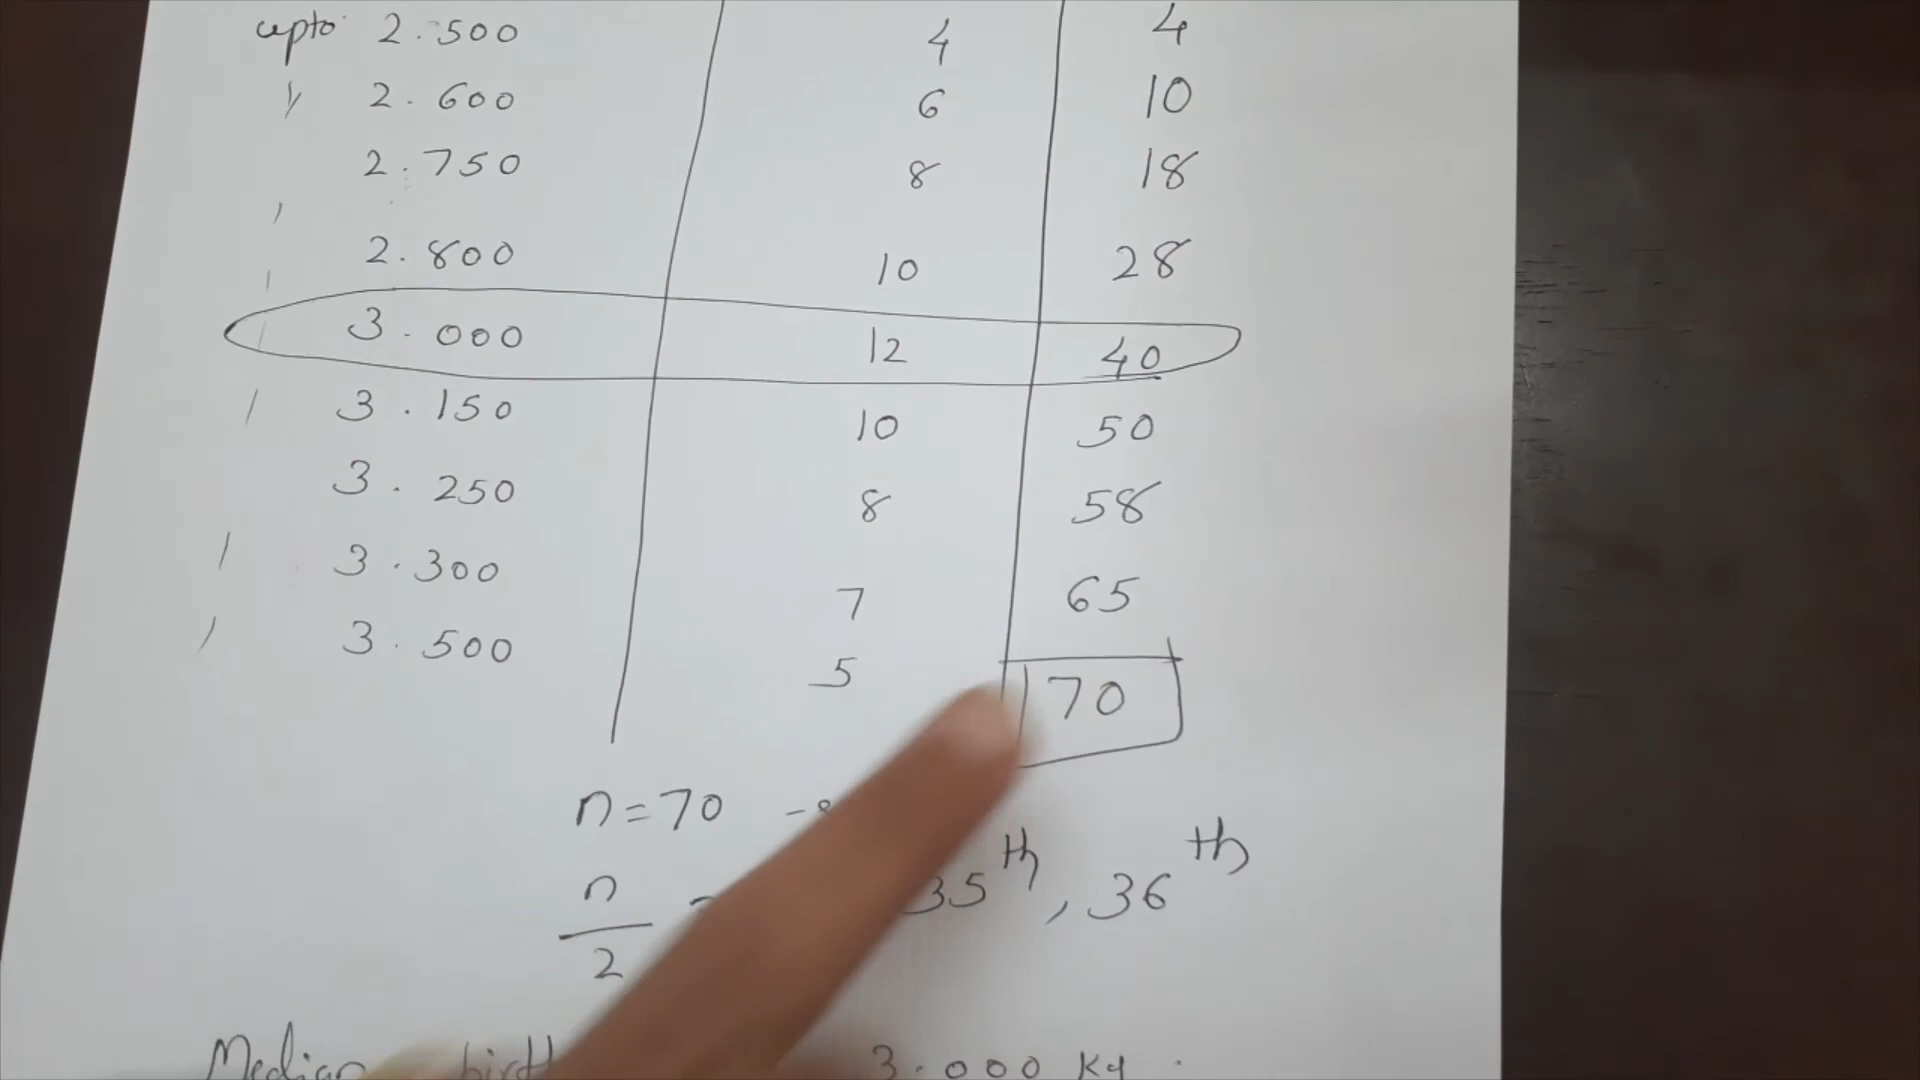 upto 2.500 4 4
〃 2.600 6 10
2.750 8 18
2.800 10 28
3.000 12 40
3.150 10 50
3.250 8 58
3.300 7 65
3.500 5 70
n=70
n/2 35th, 36th
Median 3.000 kg.